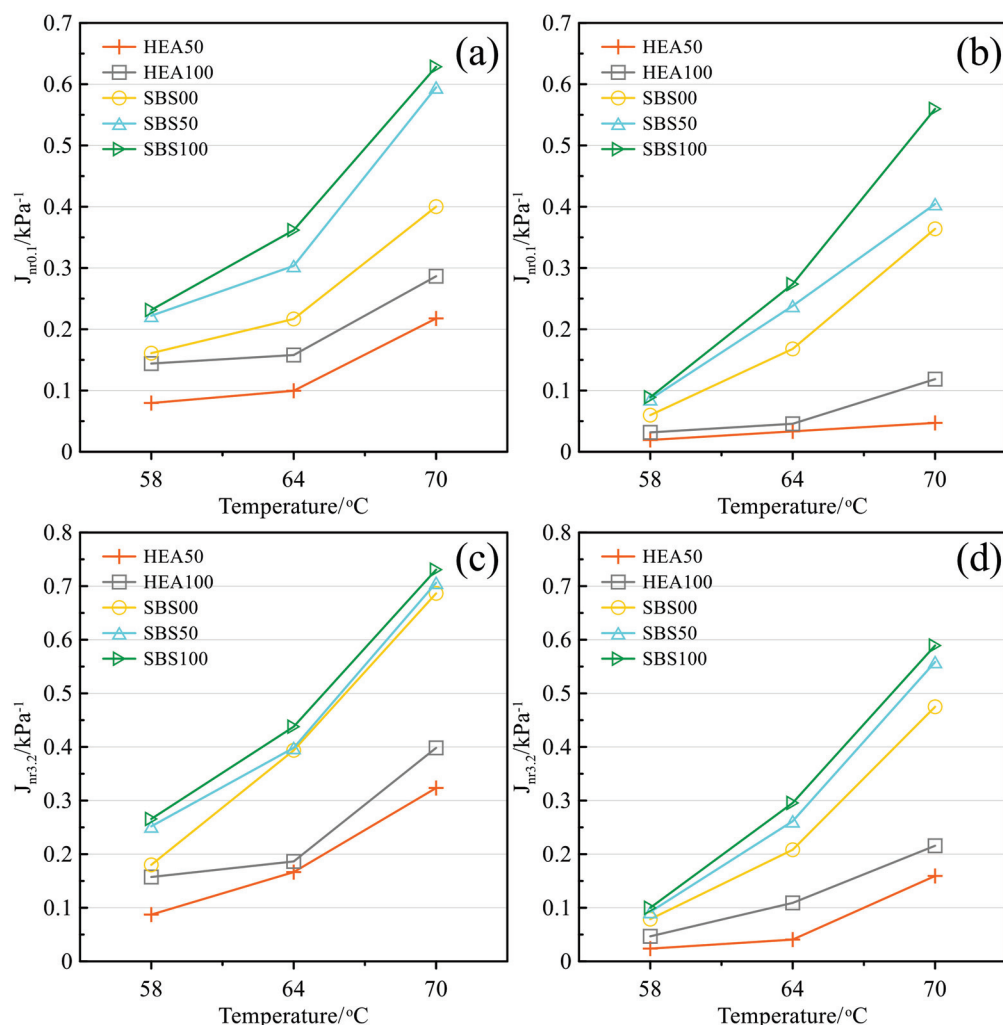 (a)
HEA50
HEA100
SBS00
SBS50
SBS100
0.7
0.6
0.5
0.4
0.3
0.2
0.1
0
Jnr0.1/kPa-1
58 64 70
Temperature/°C
(b)
HEA50
HEA100
SBS00
SBS50
SBS100
0.7
0.6
0.5
0.4
0.3
0.2
0.1
0
Jnr0.1/kPa-1
58 64 70
Temperature/°C
(c)
HEA50
HEA100
SBS00
SBS50
SBS100
0.8
0.7
0.6
0.5
0.4
0.3
0.2
0.1
0
Jnr3.2/kPa-1
58 64 70
Temperature/°C
(d)
HEA50
HEA100
SBS00
SBS50
SBS100
0.8
0.7
0.6
0.5
0.4
0.3
0.2
0.1
0
Jnr3.2/kPa-1
58 64 70
Temperature/°C